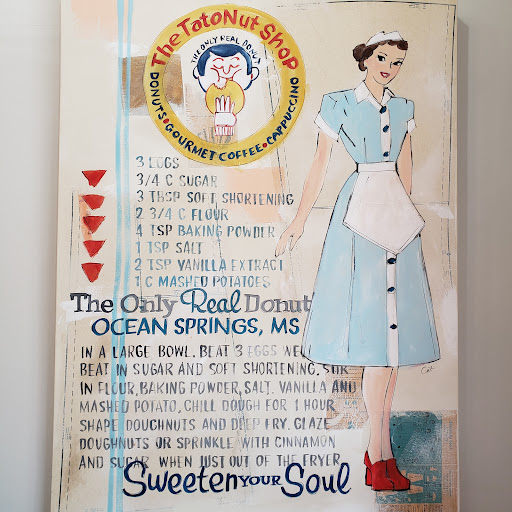 The TatoNut Shop
THE ONLY REAL DONUT
DONUTS • GOURMET COFFEE • CAPPUCCINO
3 EGGS
3/4 C SUGAR
3 TBSP SOFT SHORTENING
2 3/4 C FLOUR
4 TSP BAKING POWDER
1 TSP SALT
2 TSP VANILLA EXTRACT
1 C MASHED POTATOES
The Only Real Donut
OCEAN SPRINGS, MS
IN A LARGE BOWL, BEAT 3 EGGS WELL
BEAT IN SUGAR AND SOFT SHORTENING. STIR
IN FLOUR, BAKING POWDER, SALT, VANILLA AND
MASHED POTATO. CHILL DOUGH FOR 1 HOUR
SHAPE DOUCHNUTS AND DEEP FRY. GLAZE
DOUGHNUTS OR SPRINKLE WITH CINNAMON
AND SUGAR WHEN JUST OUT OF THE FRYER
Sweeten YOUR Soul